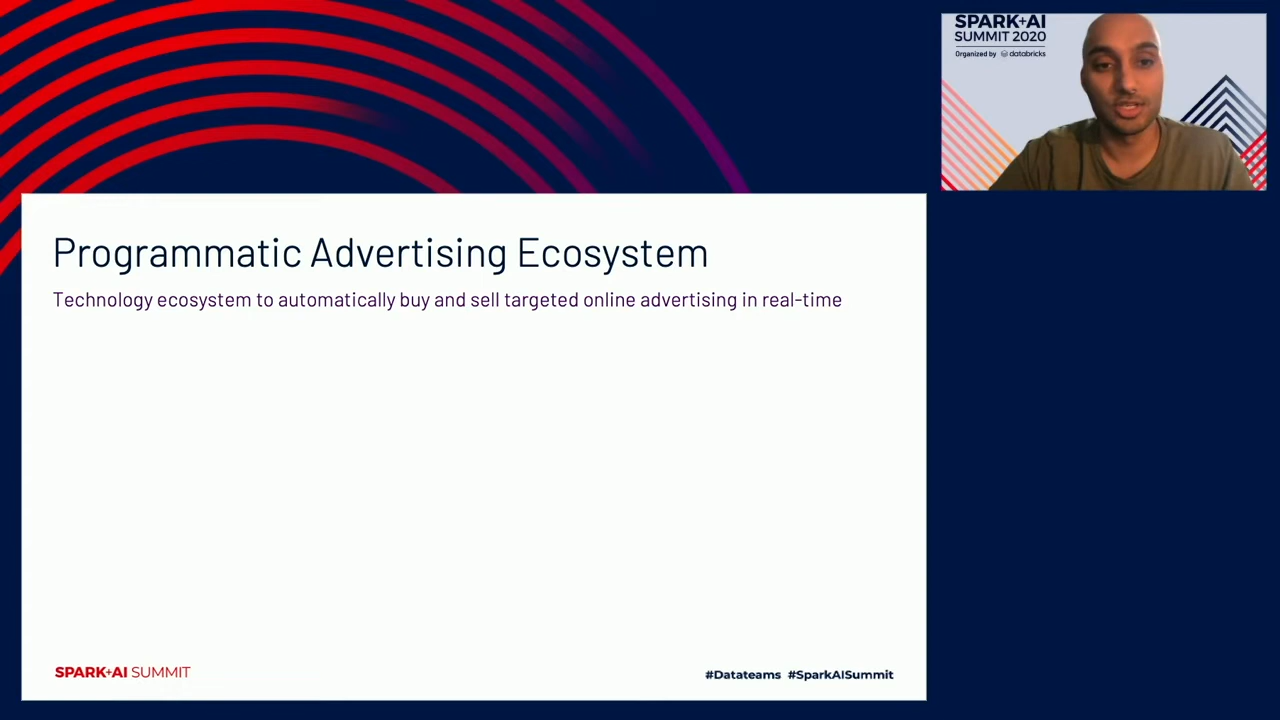 SPARK+AI
SUMMIT 2020
Organized by databricks
Programmatic Advertising Ecosystem
Technology ecosystem to automatically buy and sell targeted online advertising in real-time
SPARK+AI SUMMIT
#Datateams #SparkAISummit